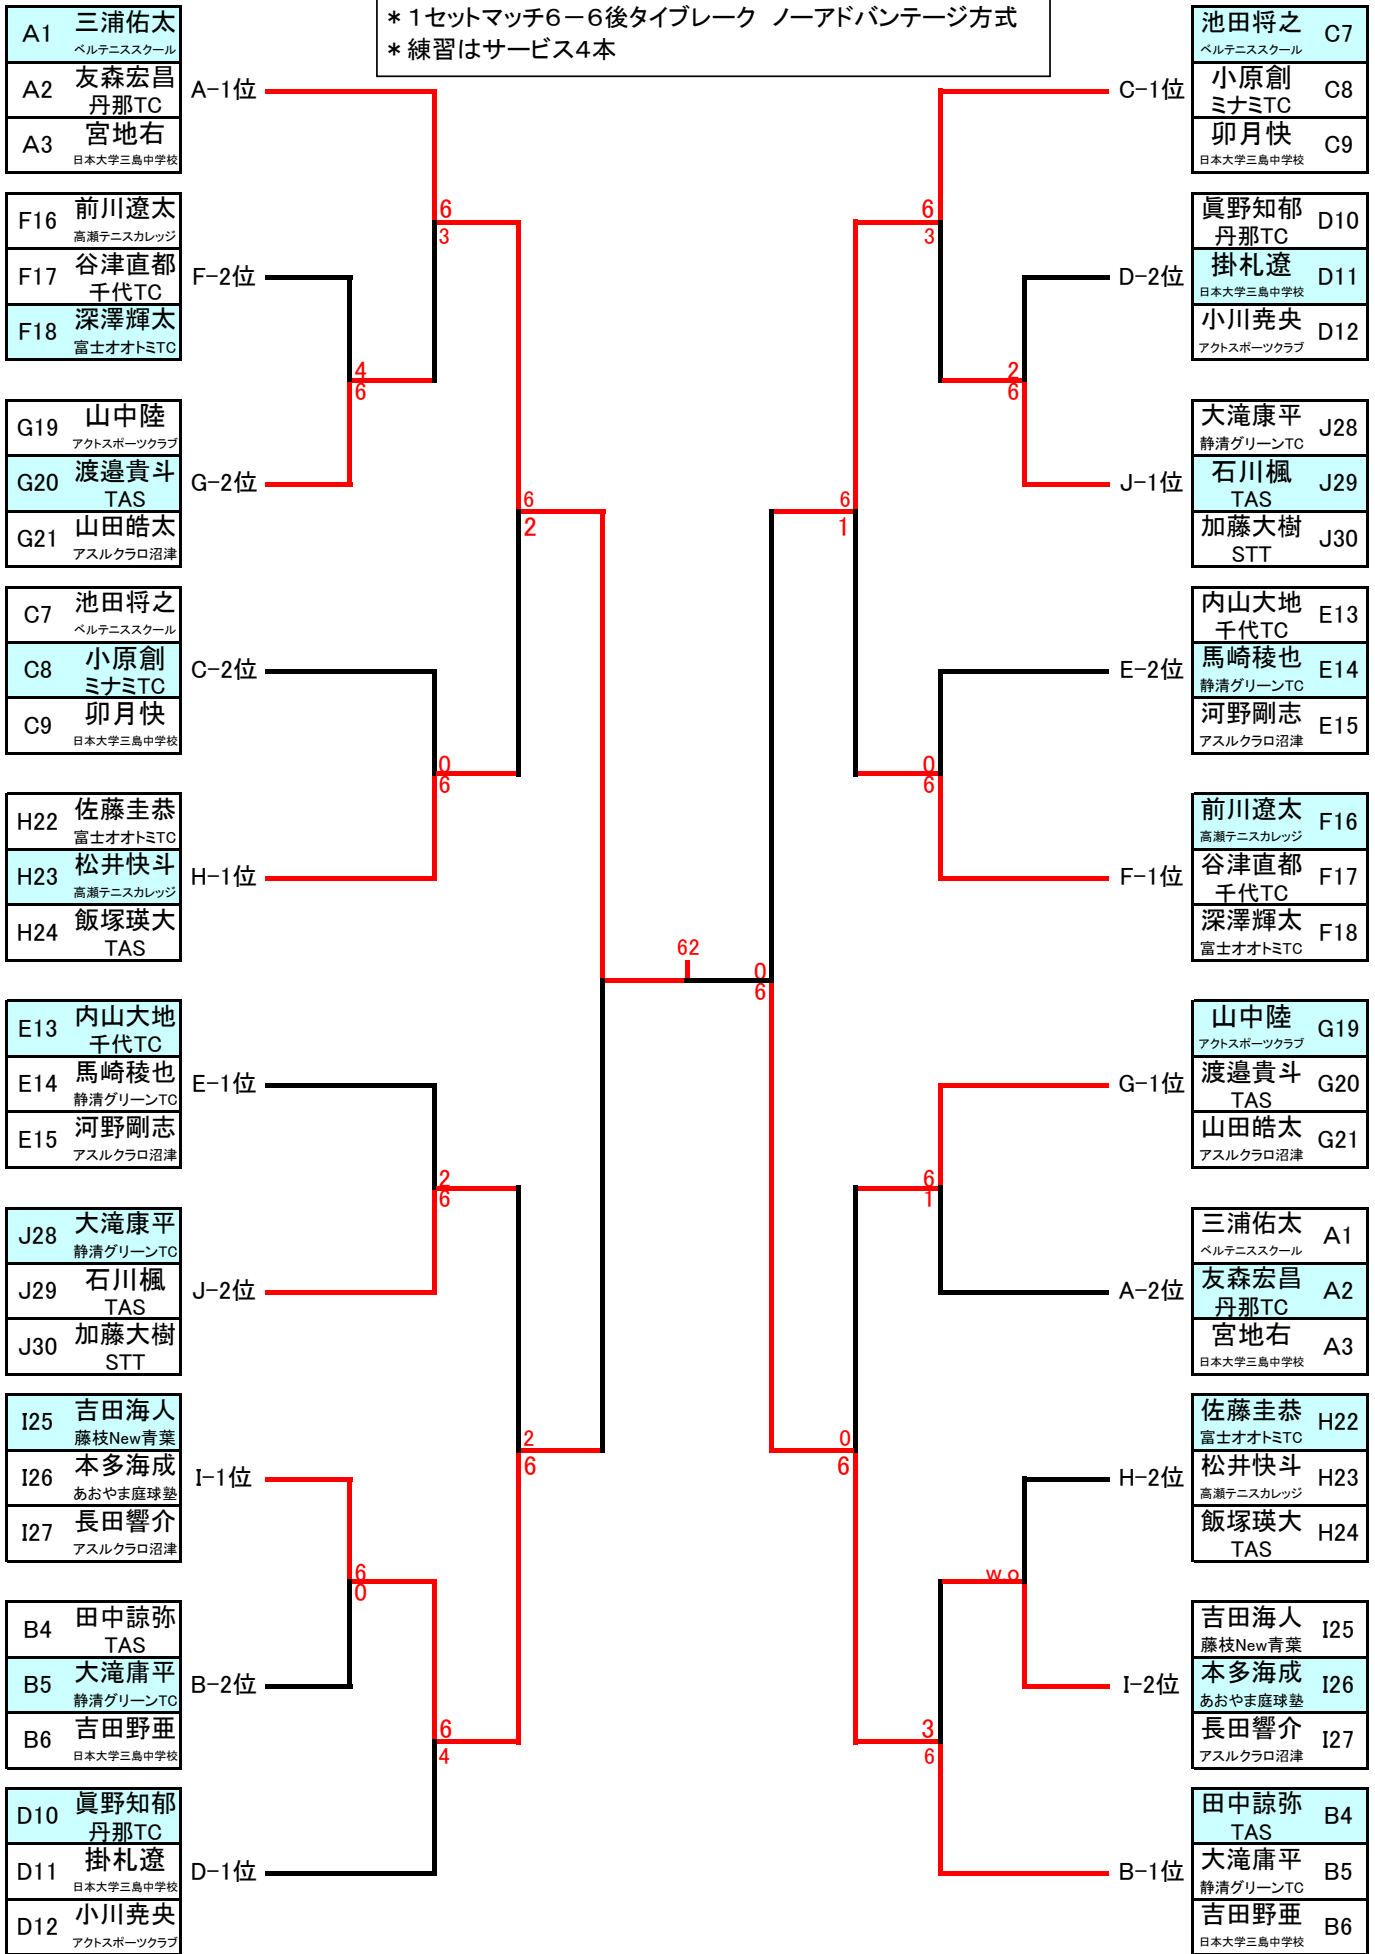 ＊1セットマッチ6－6後タイブレーク ノーアドバンテージ方式
＊練習はサービス4本
A1 三浦佑太
ベルテニススクール
A2 友森宏昌
丹那TC
A3 宮地右
日本大学三島中学校
A-1位
F16 前川遼太
高瀬テニスカレッジ
F17 谷津直都
千代TC
F18 深澤輝太
富士オオトミTC
F-2位
G19 山中陸
アクトスポーツクラブ
G20 渡邉貴斗
TAS
G21 山田皓太
アスルクラロ沼津
G-2位
C7 池田将之
ベルテニススクール
C8 小原創
ミナミTC
C9 卯月快
日本大学三島中学校
C-2位
H22 佐藤圭恭
富士オオトミTC
H23 松井快斗
高瀬テニスカレッジ
H24 飯塚瑛大
TAS
H-1位
E13 内山大地
千代TC
E14 馬崎稜也
静清グリーンTC
E15 河野剛志
アスルクラロ沼津
E-1位
J28 大滝康平
静清グリーンTC
J29 石川楓
TAS
J30 加藤大樹
STT
J-2位
I25 吉田海人
藤枝New青葉
I26 本多海成
あおやま庭球塾
I27 長田響介
アスルクラロ沼津
I-1位
B4 田中諒弥
TAS
B5 大滝庸平
静清グリーンTC
B6 吉田野亜
日本大学三島中学校
B-2位
D10 眞野知郁
丹那TC
D11 掛札遼
日本大学三島中学校
D12 小川尭央
アクトスポーツクラブ
D-1位
6
3
4
6
6
2
0
6
2
6
2
6
6
0
6
4
62
0
6
6
3
2
6
6
1
0
6
6
1
0
6
w.o
3
6
池田将之 C7
ベルテニススクール
小原創 C8
ミナミTC
卯月快 C9
日本大学三島中学校
C-1位
眞野知郁 D10
丹那TC
掛札遼 D11
日本大学三島中学校
小川尭央 D12
アクトスポーツクラブ
D-2位
大滝康平 J28
静清グリーンTC
石川楓 J29
TAS
加藤大樹 J30
STT
J-1位
内山大地 E13
千代TC
馬崎稜也 E14
静清グリーンTC
河野剛志 E15
アスルクラロ沼津
E-2位
前川遼太 F16
高瀬テニスカレッジ
谷津直都 F17
千代TC
深澤輝太 F18
富士オオトミTC
F-1位
山中陸 G19
アクトスポーツクラブ
渡邉貴斗 G20
TAS
山田皓太 G21
アスルクラロ沼津
G-1位
三浦佑太 A1
ベルテニススクール
友森宏昌 A2
丹那TC
宮地右 A3
日本大学三島中学校
A-2位
佐藤圭恭 H22
富士オオトミTC
松井快斗 H23
高瀬テニスカレッジ
飯塚瑛大 H24
TAS
H-2位
吉田海人 I25
藤枝New青葉
本多海成 I26
あおやま庭球塾
長田響介 I27
アスルクラロ沼津
I-2位
田中諒弥 B4
TAS
大滝庸平 B5
静清グリーンTC
吉田野亜 B6
日本大学三島中学校
B-1位